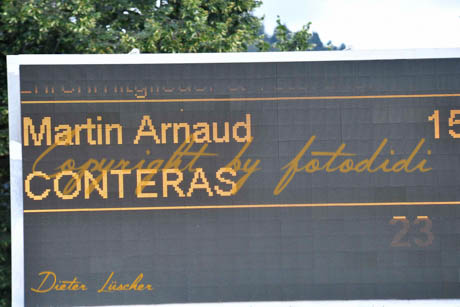 Martin Arnaud 15
Copyright by fotodidi
CONTERAS
23
Dieter Lüscher